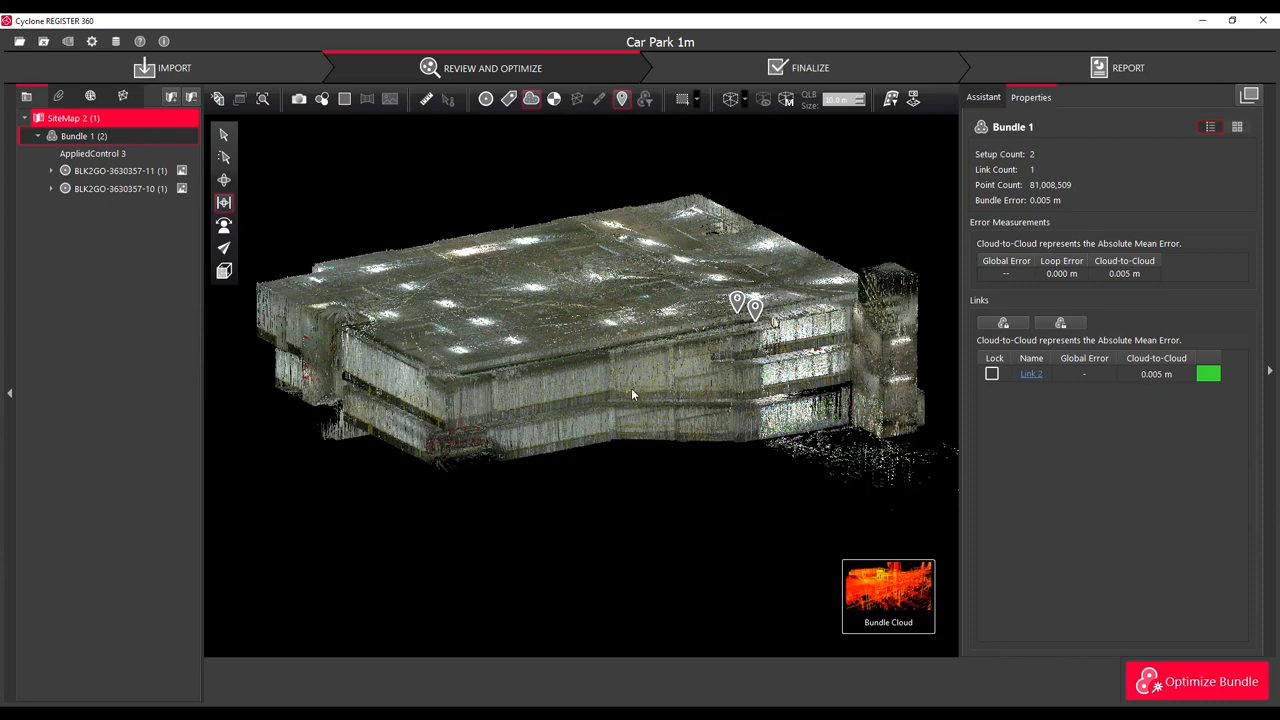 Cyclone REGISTER 360
Car Park 1m
IMPORT
REVIEW AND OPTIMIZE
FINALIZE
REPORT
QLB
Size:
10.0 m
Assistant
Properties
SiteMap 2 (1)
Bundle 1 (2)
AppliedControl 3
BLK2GO-3630357-11 (1)
BLK2GO-3630357-10 (1)
Bundle 1
Setup Count: 2
Link Count: 1
Point Count: 81,008,509
Bundle Error: 0.005 m
Error Measurements
Cloud-to-Cloud represents the Absolute Mean Error.
Global Error Loop Error Cloud-to-Cloud
-- 0.000 m 0.005 m
Links
Cloud-to-Cloud represents the Absolute Mean Error.
Lock Name Global Error Cloud-to-Cloud
Link 2 - 0.005 m
Bundle Cloud
Optimize Bundle